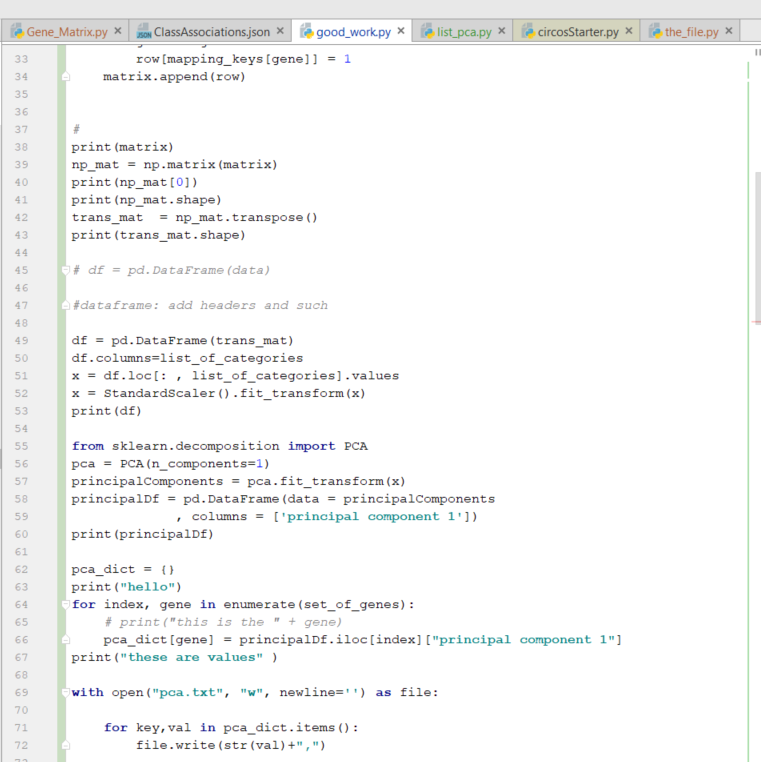 Gene_Matrix.py × JSON ClassAssociations.json × good_work.py × list_pca.py × circosStarter.py × the_file.py ×
33 row[mapping_keys[gene]] = 1
34 matrix.append(row)
35
36
37 #
38 print(matrix)
39 np_mat = np.matrix(matrix)
40 print(np_mat[0])
41 print(np_mat.shape)
42 trans_mat  = np_mat.transpose()
43 print(trans_mat.shape)
44
45 # df = pd.DataFrame(data)
46
47 #dataframe: add headers and such
48
49 df = pd.DataFrame(trans_mat)
50 df.columns=list_of_categories
51 x = df.loc[: , list_of_categories].values
52 x = StandardScaler().fit_transform(x)
53 print(df)
54
55 from sklearn.decomposition import PCA
56 pca = PCA(n_components=1)
57 principalComponents = pca.fit_transform(x)
58 principalDf = pd.DataFrame(data = principalComponents
59 , columns = ['principal component 1'])
60 print(principalDf)
61
62 pca_dict = {}
63 print("hello")
64 for index, gene in enumerate(set_of_genes):
65 # print("this is the " + gene)
66 pca_dict[gene] = principalDf.iloc[index]["principal component 1"]
67 print("these are values" )
68
69 with open("pca.txt", "w", newline='') as file:
70
71 for key,val in pca_dict.items():
72 file.write(str(val)+",")